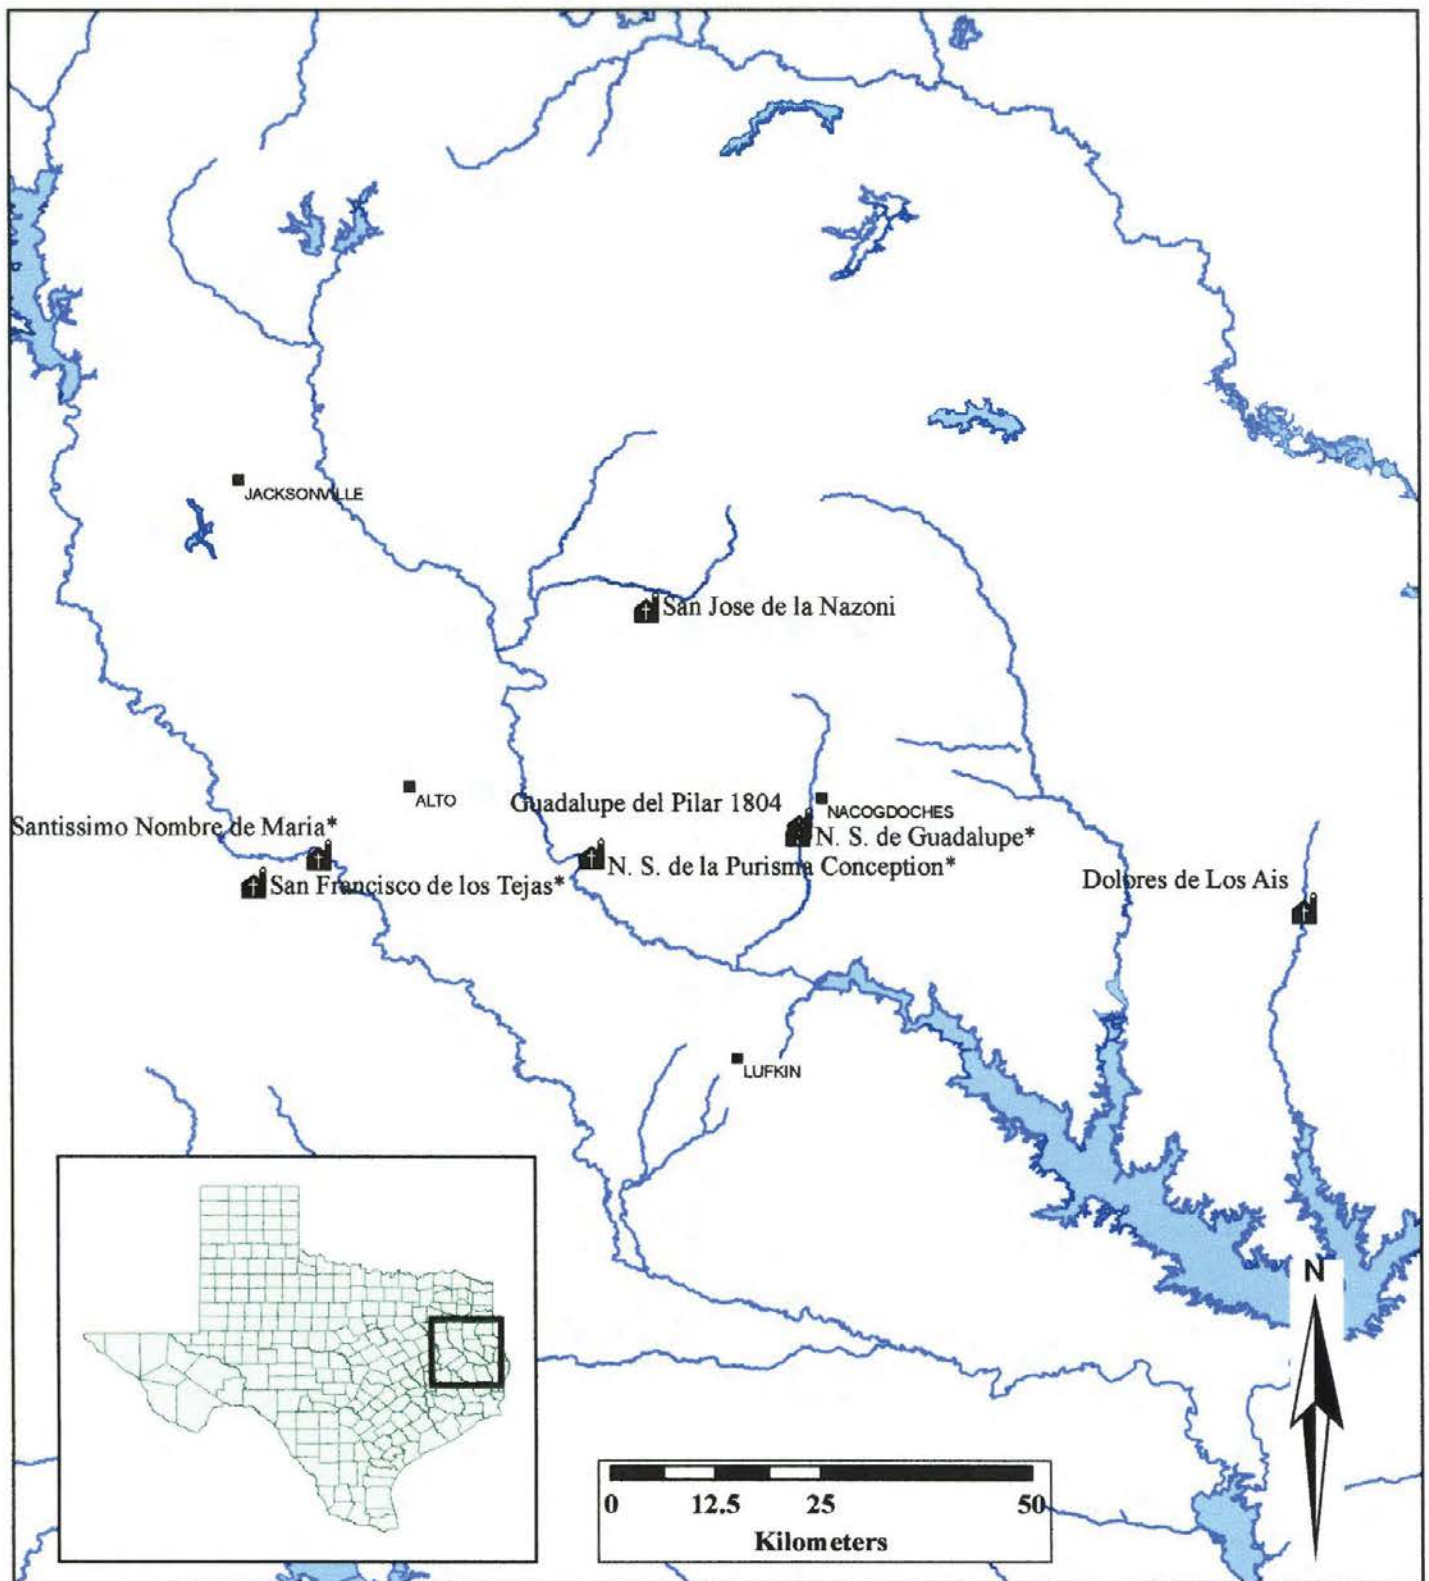 JACKSONVILLE
San Jose de la Nazoni
ALTO
Guadalupe del Pilar 1804
NACOGDOCHES
Santissimo Nombre de Maria*
N. S. de Guadalupe*
N. S. de la Purisma Conception*
San Francisco de los Tejas*
Dolores de Los Ais
LUFKIN
N
0 12.5 25 50
Kilometers